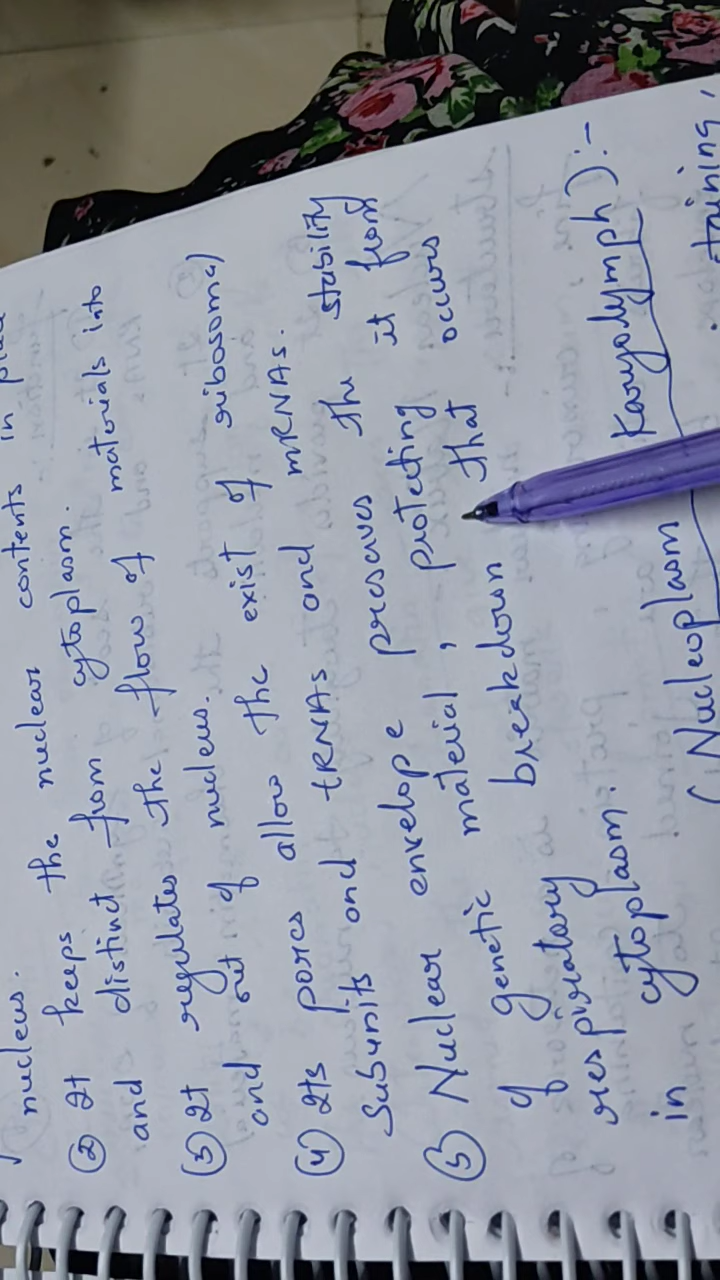 nucleus.
② It keeps the nuclear contents in place
and distinct from cytoplasm.
③ It regulates the flow of materials into
and out of nucleus.
④ Its pores allow the exist of ribosomal
Subunits and tRNAs and mRNAs.
⑤ Nuclear envelope preserves the stability
of genetic material, protecting it from
respiratory breakdown that occurs
in cytoplasm.
(Nucleoplasm Karyolymph):-